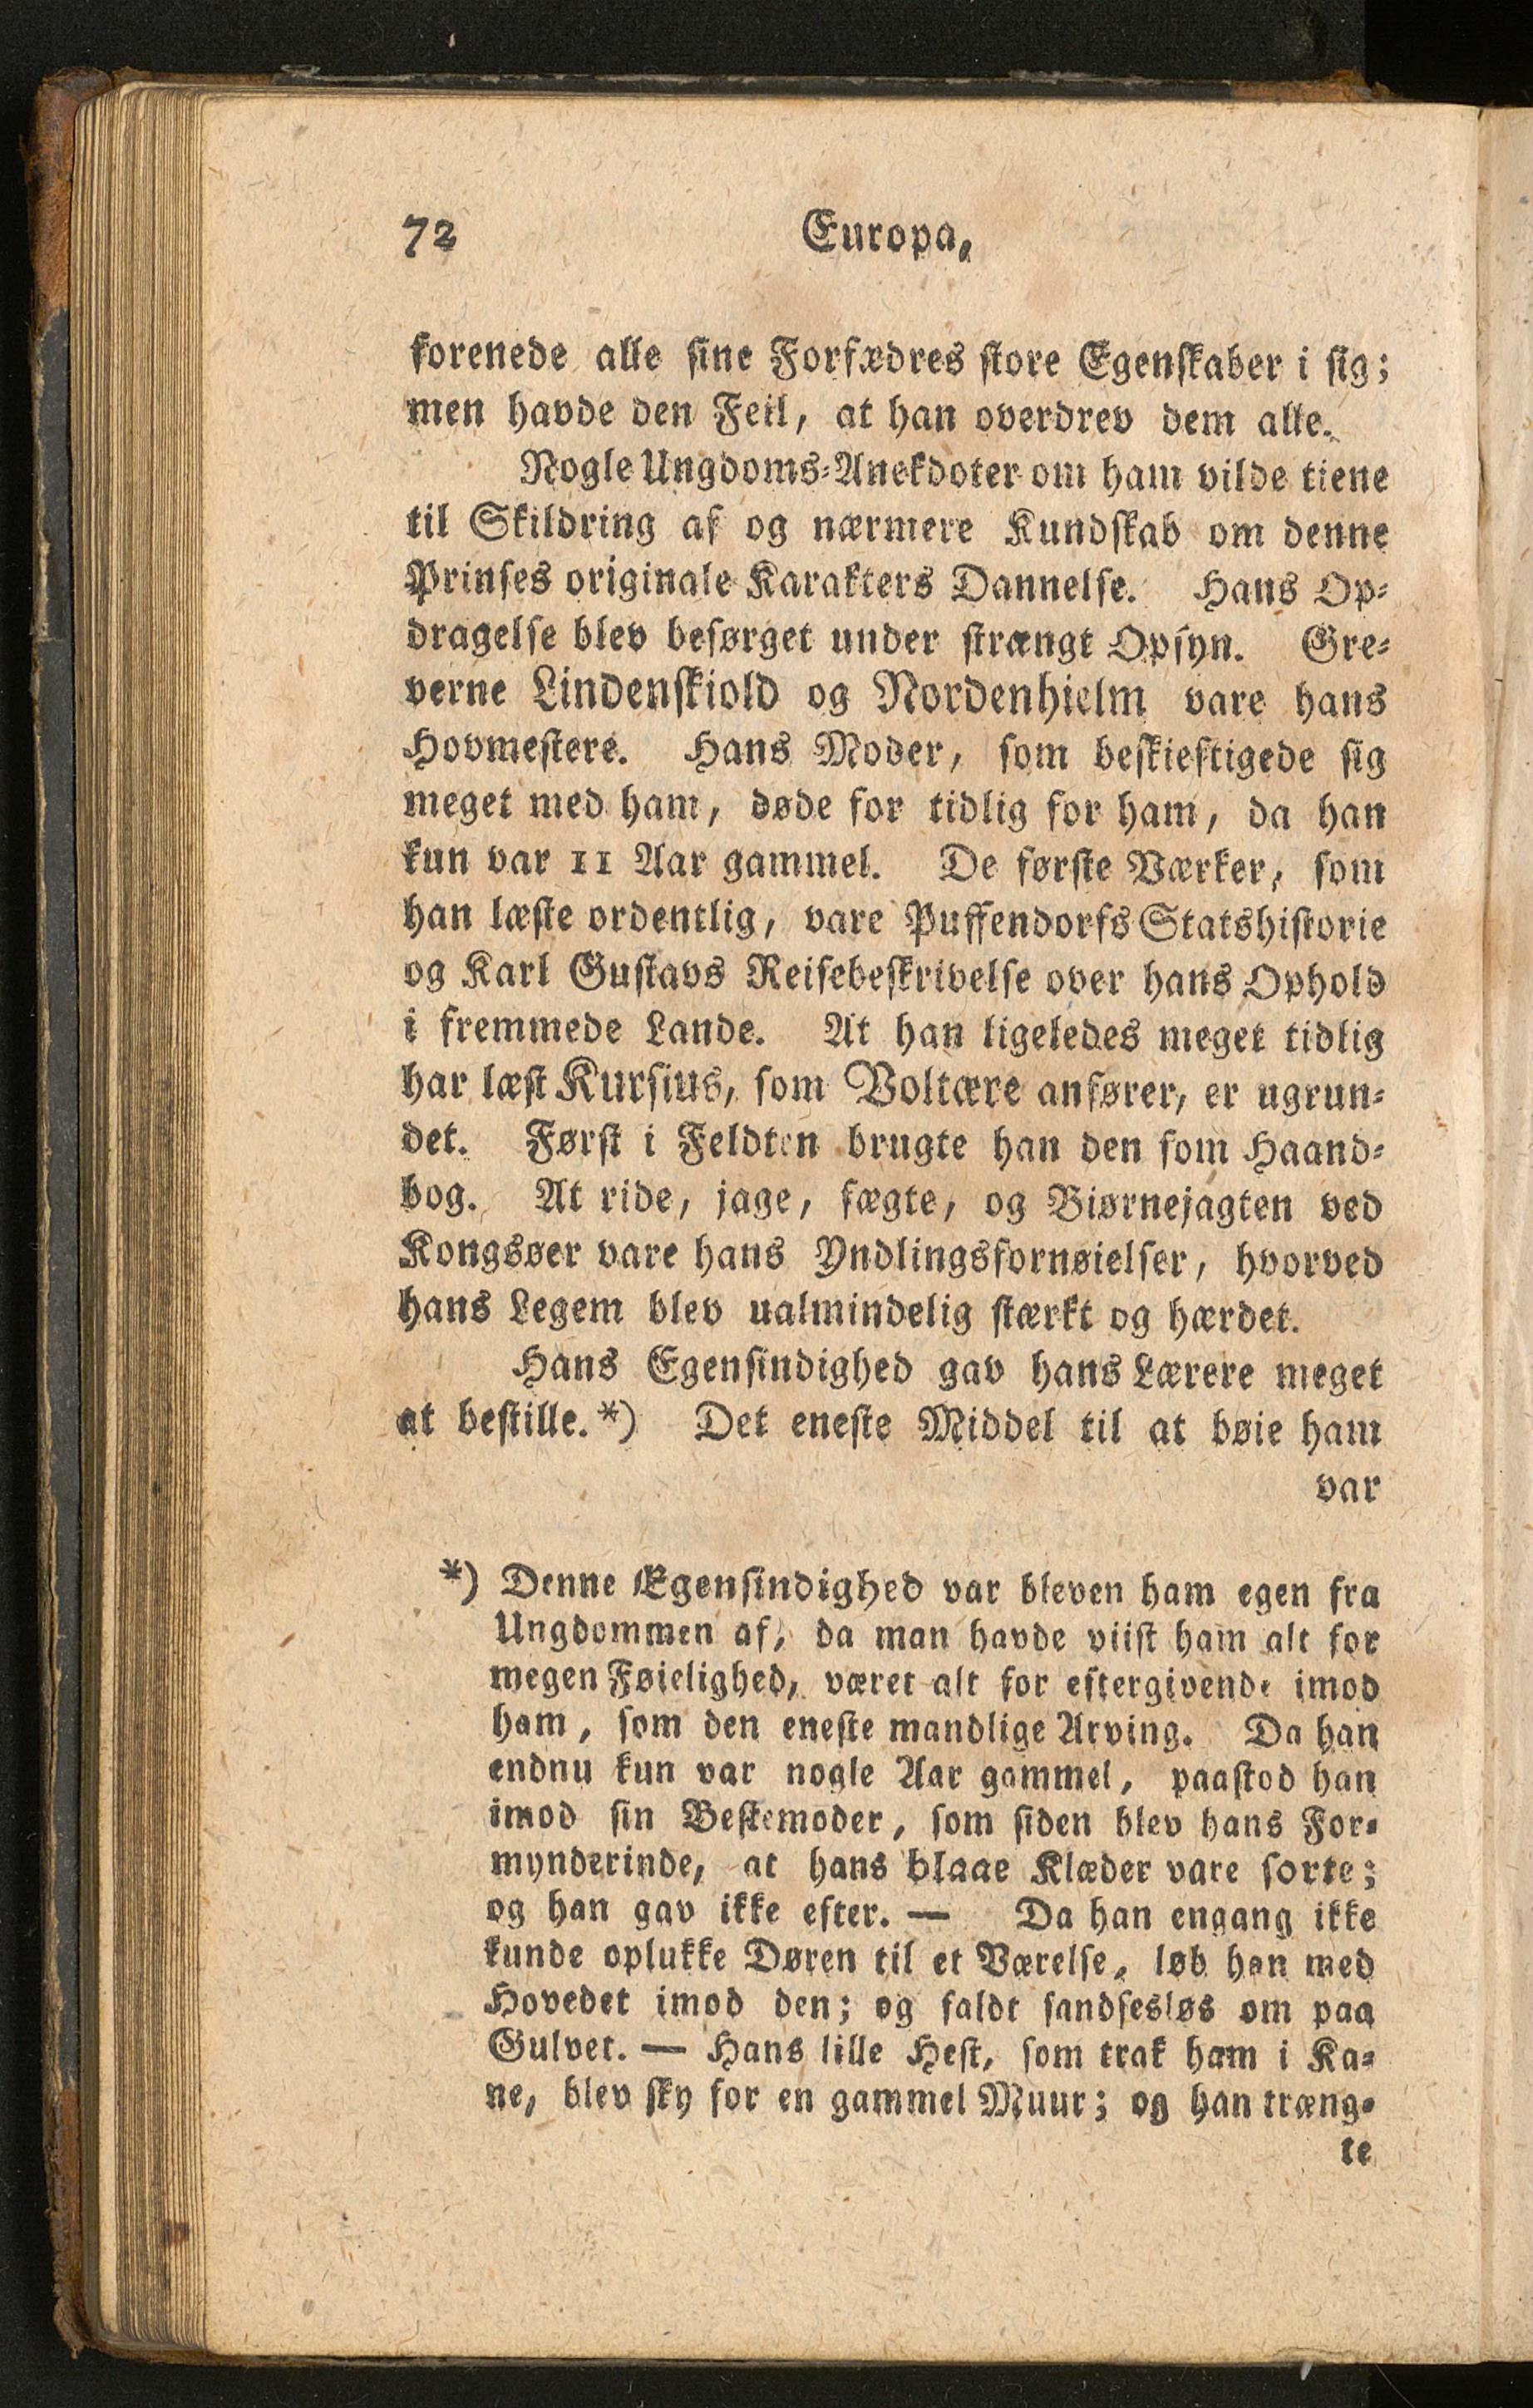 72 Europa,
forenede alle sine Forfædres store Egenskaber i sig;
men havde den Feil, at han overdrev dem alle.
Nogle Ungdoms-Anekdoter om ham vilde tiene
til Skildring af og nærmere Kundskab om denne
Prinses originale Karakters Dannelse. Hans Op-
dragelse blev besørget under strængt Opsyn. Gre-
verne Lindenskiold og Nordenhielm vare hans
Hovmestere. Hans Moder, som beskieftigede sig
meget med ham, døde for tidlig for ham, da han
kun var 11 Aar gammel. De første Værker, som
han læste ordentlig, vare Puffendorfs Statshistorie
og Karl Gustavs Reisebeskrivelse over hans Ophold
i fremmede Lande. At han ligeledes meget tidlig
har læst Kursius, som Voltære anfører, er ugrun-
det. Først i Feldten brugte han den som Haand-
bog. At ride, jage, fægte, og Biørnejagten ved
Kongsøer vare hans Yndlingsfornøielser, hvorved
hans Legem blev ualmindelig stærkt og hærdet.
Hans Egensindighed gav hans Lærere meget
at bestille. *) Det eneste Middel til at bøie ham
var
*) Denne Egensindighed var bleven ham egen fra
Ungdommen af, da man havde viist ham alt for
megen Føielighed, været alt for eftergivende imod
ham, som den eneste mandlige Arving. Da han
endnu kun var nogle Aar gammel, paastod han
imod sin Bestemoder, som siden blev hans For-
mynderinde, at hans blaae Klæder vare sorte;
og han gav ikke efter. — Da han engang ikke
kunde oplukke Døren til et Værelse, løb han med
Hovedet imod den; og faldt sandsesløs om paa
Gulvet. — Hans lille Hest, som trak ham i Ka-
ne, blev sky for en gammel Muur; og han træng-
te